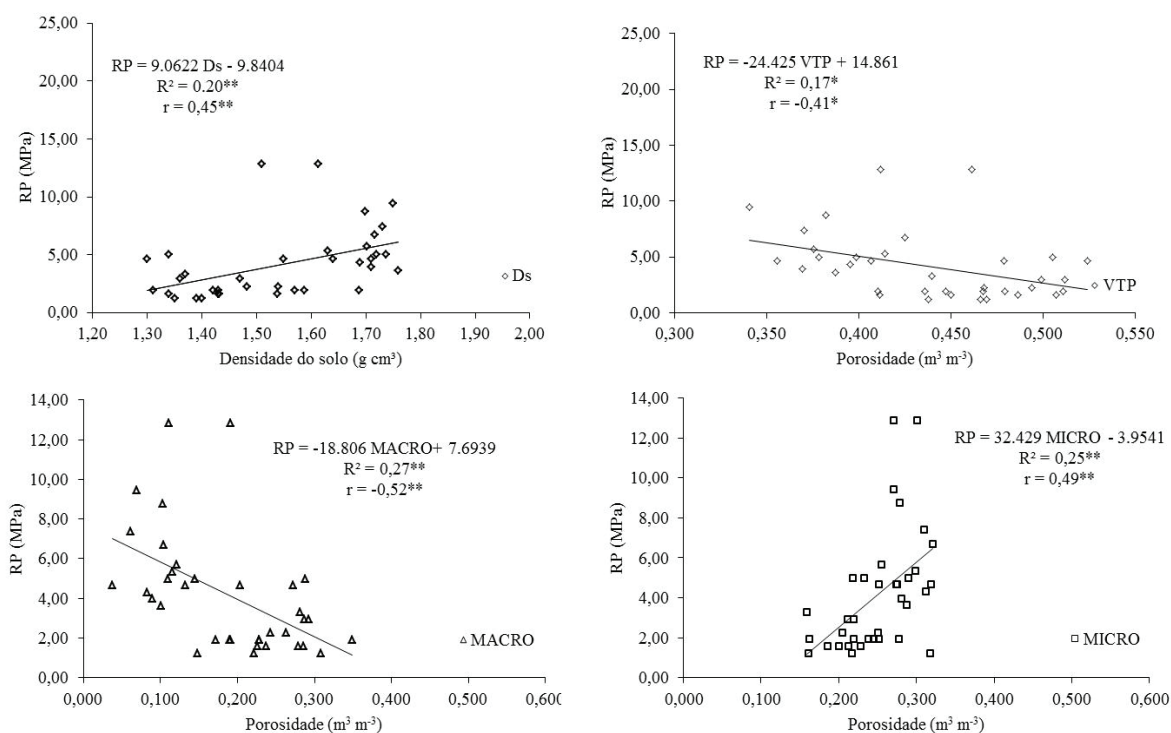 25,00
20,00
15,00
10,00
5,00
0,00
RP (MPa)
RP = 9.0622 Ds - 9.8404
R² = 0.20**
r = 0,45**
Ds
1,20 1,30 1,40 1,50 1,60 1,70 1,80 1,90 2,00
Densidade do solo (g cm³)
25,00
20,00
15,00
10,00
5,00
0,00
RP (MPa)
RP = -24.425 VTP + 14.861
R² = 0,17*
r = -0,41*
VTP
0,300 0,350 0,400 0,450 0,500 0,550
Porosidade (m³ m-³)
14,00
12,00
10,00
8,00
6,00
4,00
2,00
0,00
RP (MPa)
RP = -18.806 MACRO+ 7.6939
R² = 0,27**
r = -0,52**
MACRO
0,000 0,100 0,200 0,300 0,400 0,500 0,600
Porosidade (m³ m-³)
14,00
12,00
10,00
8,00
6,00
4,00
2,00
0,00
RP (MPa)
RP = 32.429 MICRO - 3.9541
R² = 0,25**
r = 0,49**
MICRO
0,000 0,100 0,200 0,300 0,400 0,500 0,600
Porosidade (m³ m-³)